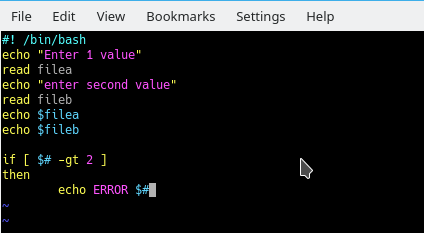 File Edit View Bookmarks Settings Help
#! /bin/bash
echo "Enter 1 value"
read filea
echo "enter second value"
read fileb
echo $filea
echo $fileb
if [ $# -gt 2 ]
then
echo ERROR $#
~
~